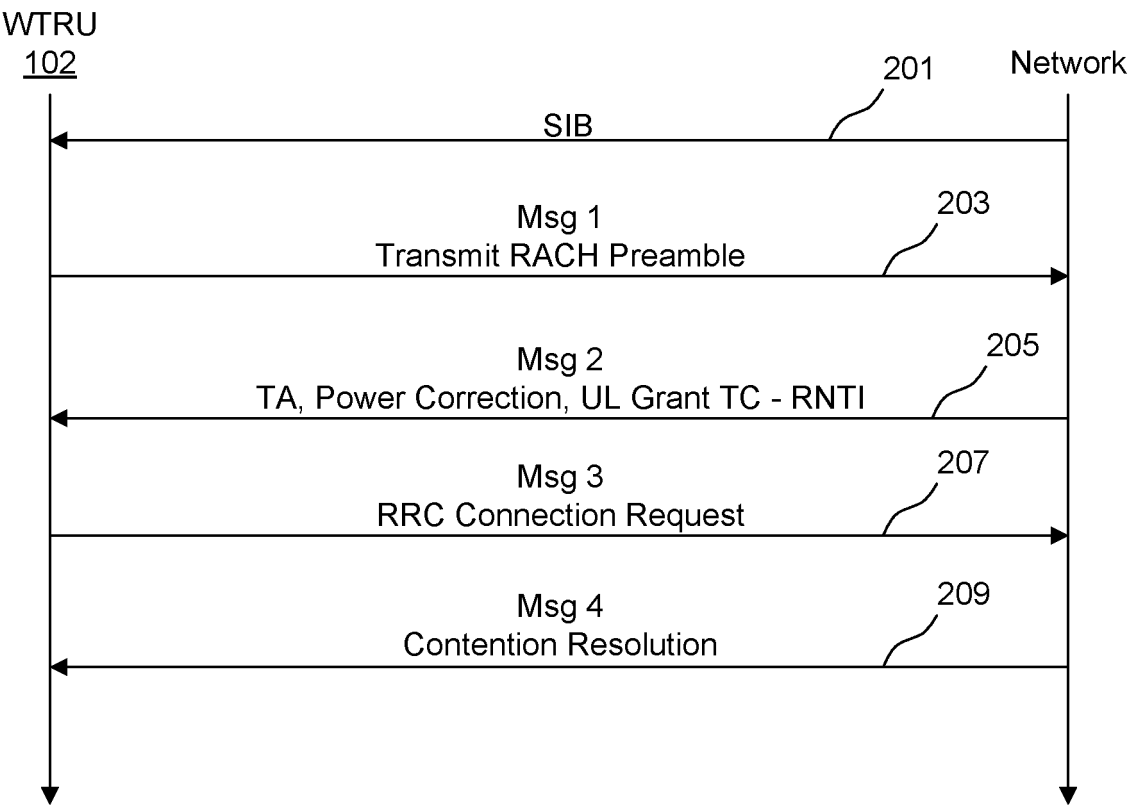 WTRU
102
Network
201
SIB
203
Msg 1
Transmit RACH Preamble
205
Msg 2
TA, Power Correction, UL Grant TC - RNTI
207
Msg 3
RRC Connection Request
209
Msg 4
Contention Resolution